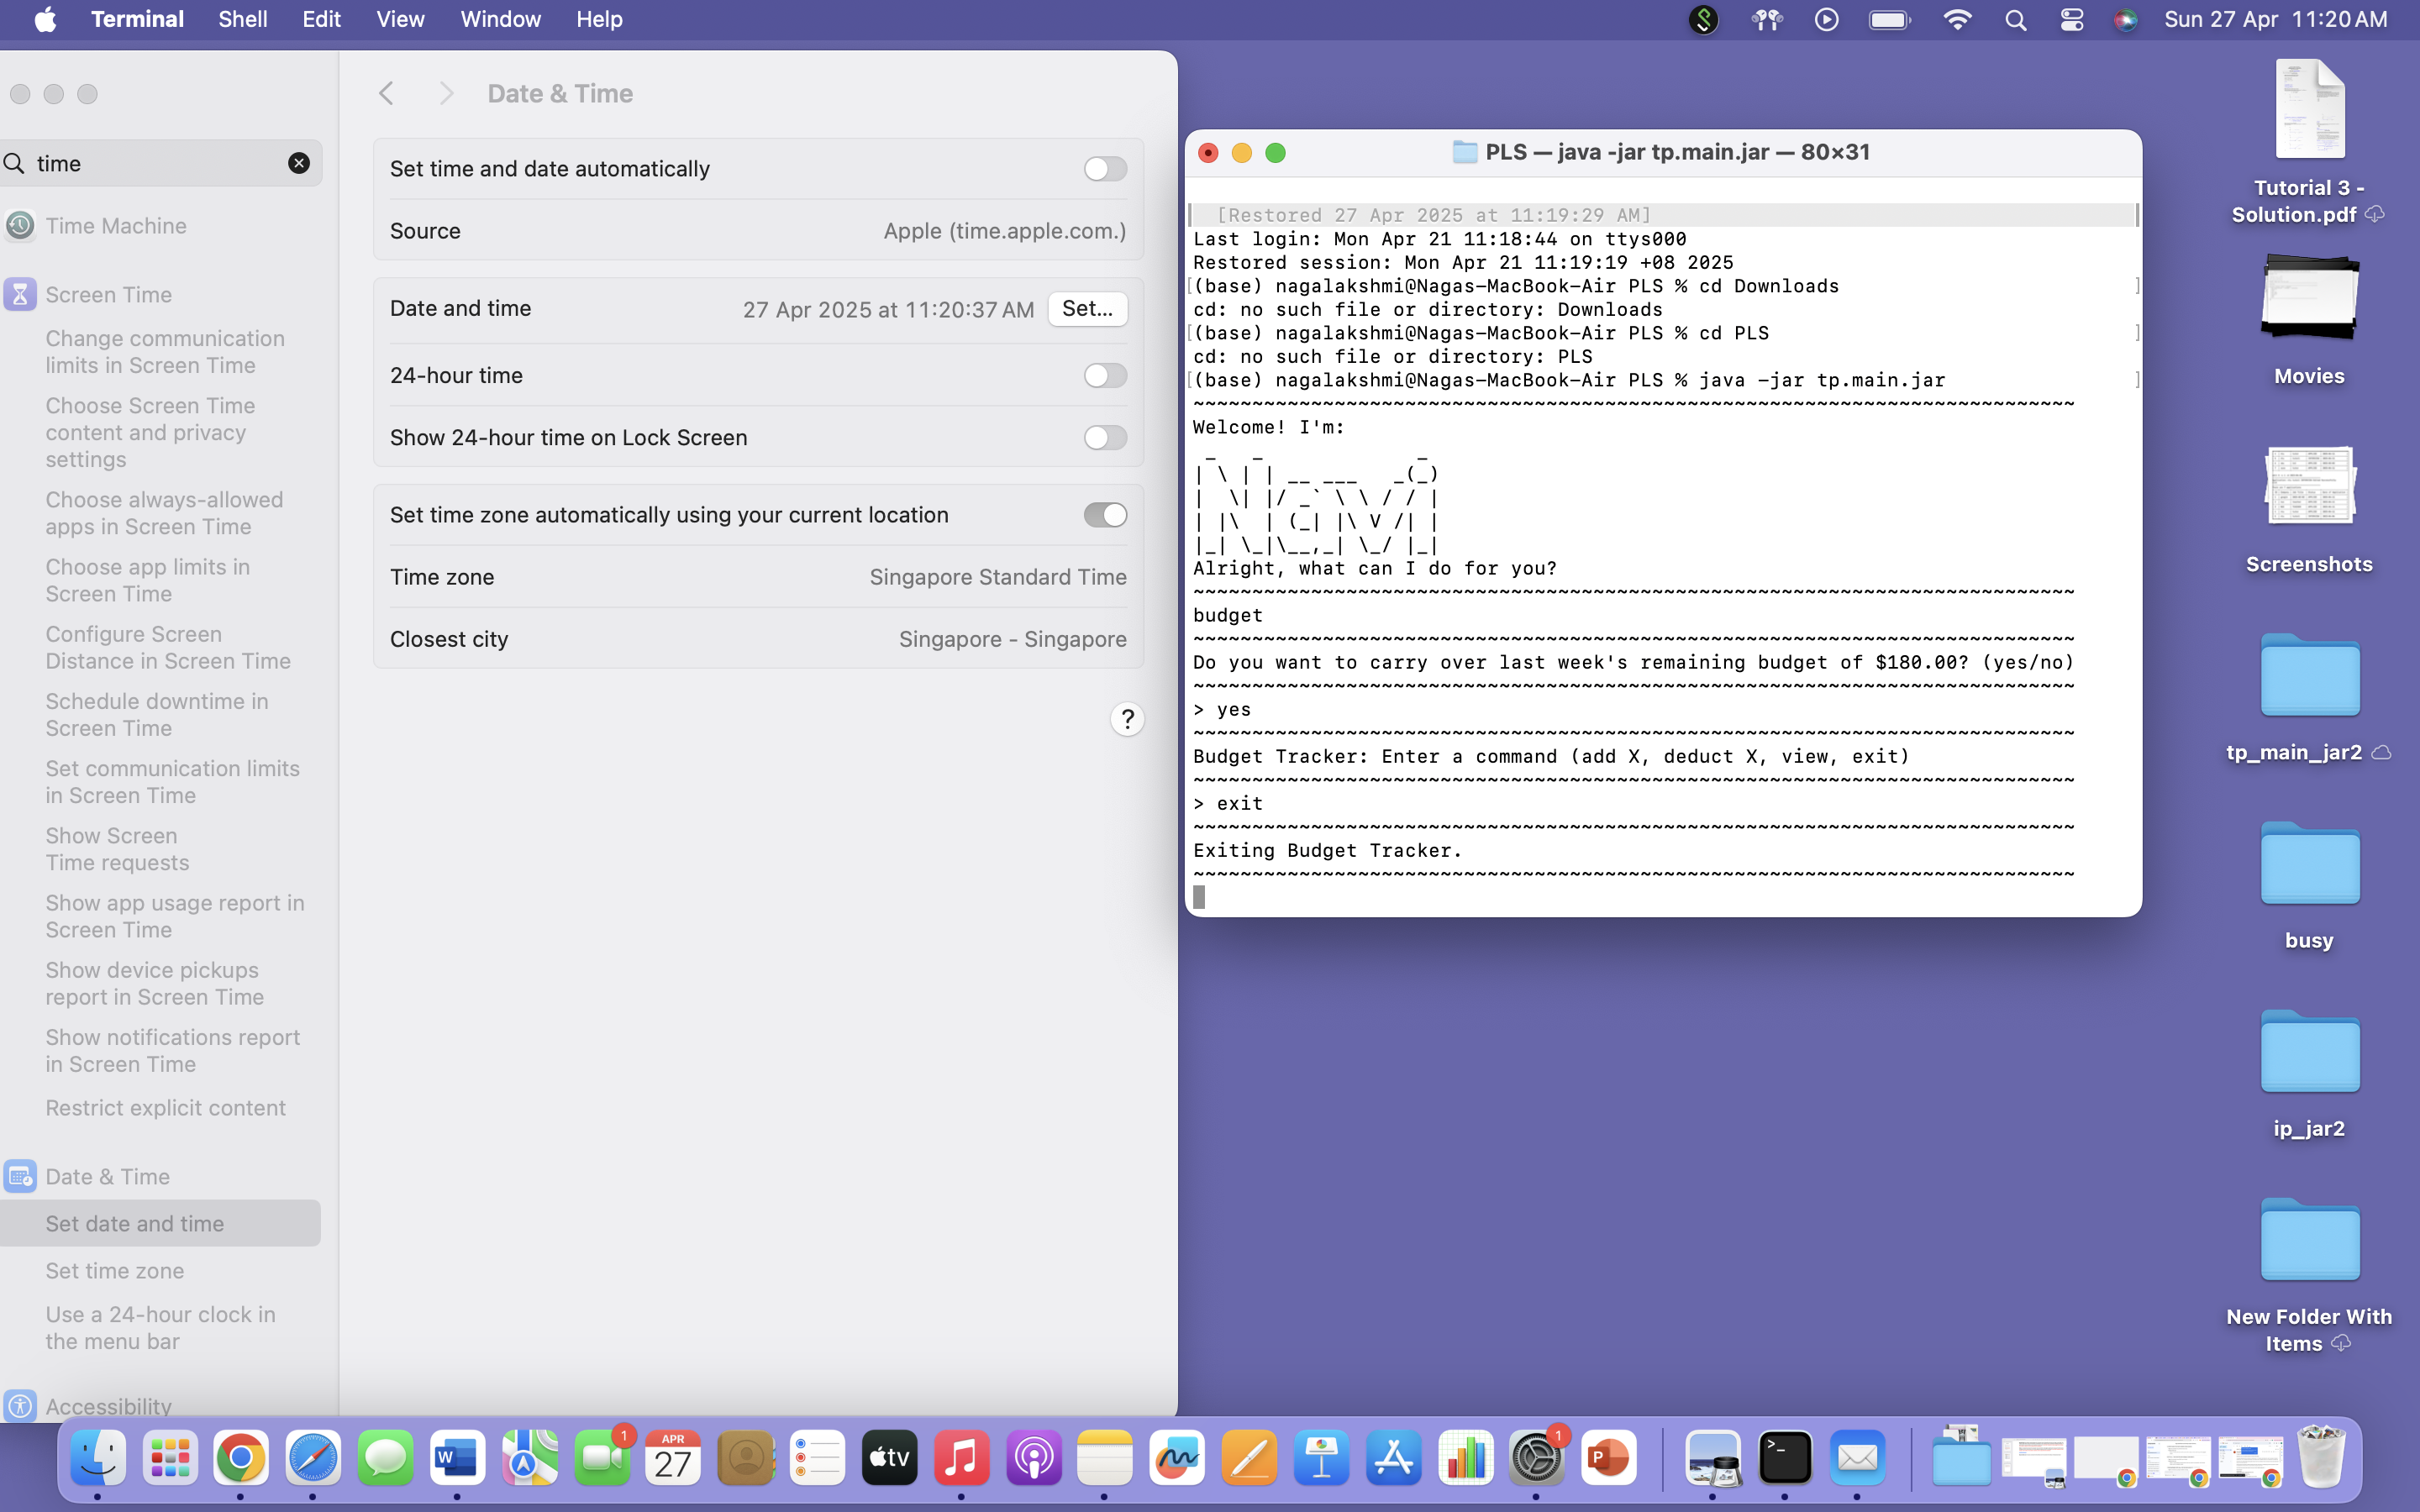 Terminal Shell Edit View Window Help Sun 27 Apr 11:20 AM
time
Time Machine
Screen Time
Change communication
limits in Screen Time
Choose Screen Time
content and privacy
settings
Choose always-allowed
apps in Screen Time
Choose app limits in
Screen Time
Configure Screen
Distance in Screen Time
Schedule downtime in
Screen Time
Set communication limits
in Screen Time
Show Screen
Time requests
Show app usage report in
Screen Time
Show device pickups
report in Screen Time
Show notifications report
in Screen Time
Restrict explicit content
Date & Time
Set date and time
Set time zone
Use a 24-hour clock in
the menu bar
Accessibility
Date & Time
Set time and date automatically
Source Apple (time.apple.com.)
Date and time 27 Apr 2025 at 11:20:37 AM Set...
24-hour time
Show 24-hour time on Lock Screen
Set time zone automatically using your current location
Time zone Singapore Standard Time
Closest city Singapore - Singapore
?
PLS — java -jar tp.main.jar — 80×31
[Restored 27 Apr 2025 at 11:19:29 AM]
Last login: Mon Apr 21 11:18:44 on ttys000
Restored session: Mon Apr 21 11:19:19 +08 2025
[(base) nagalakshmi@Nagas-MacBook-Air PLS % cd Downloads ]
cd: no such file or directory: Downloads
[(base) nagalakshmi@Nagas-MacBook-Air PLS % cd PLS ]
cd: no such file or directory: PLS
[(base) nagalakshmi@Nagas-MacBook-Air PLS % java -jar tp.main.jar ]
~~~~~~~~~~~~~~~~~~~~~~~~~~~~~~~~~~~~~~~~~~~~~~~~~~~~~~~~~~~~~~~~~~~~~~~~~~~
Welcome! I'm:
 _   _             _
| \ | | __ ___   _(_)
|  \| |/ _` \ \ / / |
| |\  | (_| |\ V /| |
|_| \_|\__,_| \_/ |_|
Alright, what can I do for you?
~~~~~~~~~~~~~~~~~~~~~~~~~~~~~~~~~~~~~~~~~~~~~~~~~~~~~~~~~~~~~~~~~~~~~~~~~~~
budget
~~~~~~~~~~~~~~~~~~~~~~~~~~~~~~~~~~~~~~~~~~~~~~~~~~~~~~~~~~~~~~~~~~~~~~~~~~~
Do you want to carry over last week's remaining budget of $180.00? (yes/no)
~~~~~~~~~~~~~~~~~~~~~~~~~~~~~~~~~~~~~~~~~~~~~~~~~~~~~~~~~~~~~~~~~~~~~~~~~~~
> yes
~~~~~~~~~~~~~~~~~~~~~~~~~~~~~~~~~~~~~~~~~~~~~~~~~~~~~~~~~~~~~~~~~~~~~~~~~~~
Budget Tracker: Enter a command (add X, deduct X, view, exit)
~~~~~~~~~~~~~~~~~~~~~~~~~~~~~~~~~~~~~~~~~~~~~~~~~~~~~~~~~~~~~~~~~~~~~~~~~~~
> exit
~~~~~~~~~~~~~~~~~~~~~~~~~~~~~~~~~~~~~~~~~~~~~~~~~~~~~~~~~~~~~~~~~~~~~~~~~~~
Exiting Budget Tracker.
~~~~~~~~~~~~~~~~~~~~~~~~~~~~~~~~~~~~~~~~~~~~~~~~~~~~~~~~~~~~~~~~~~~~~~~~~~~
Tutorial 3 -
Solution.pdf
Movies
Screenshots
tp_main_jar2
busy
ip_jar2
New Folder With
Items
W
1
APR
27
tv
1
P
>_